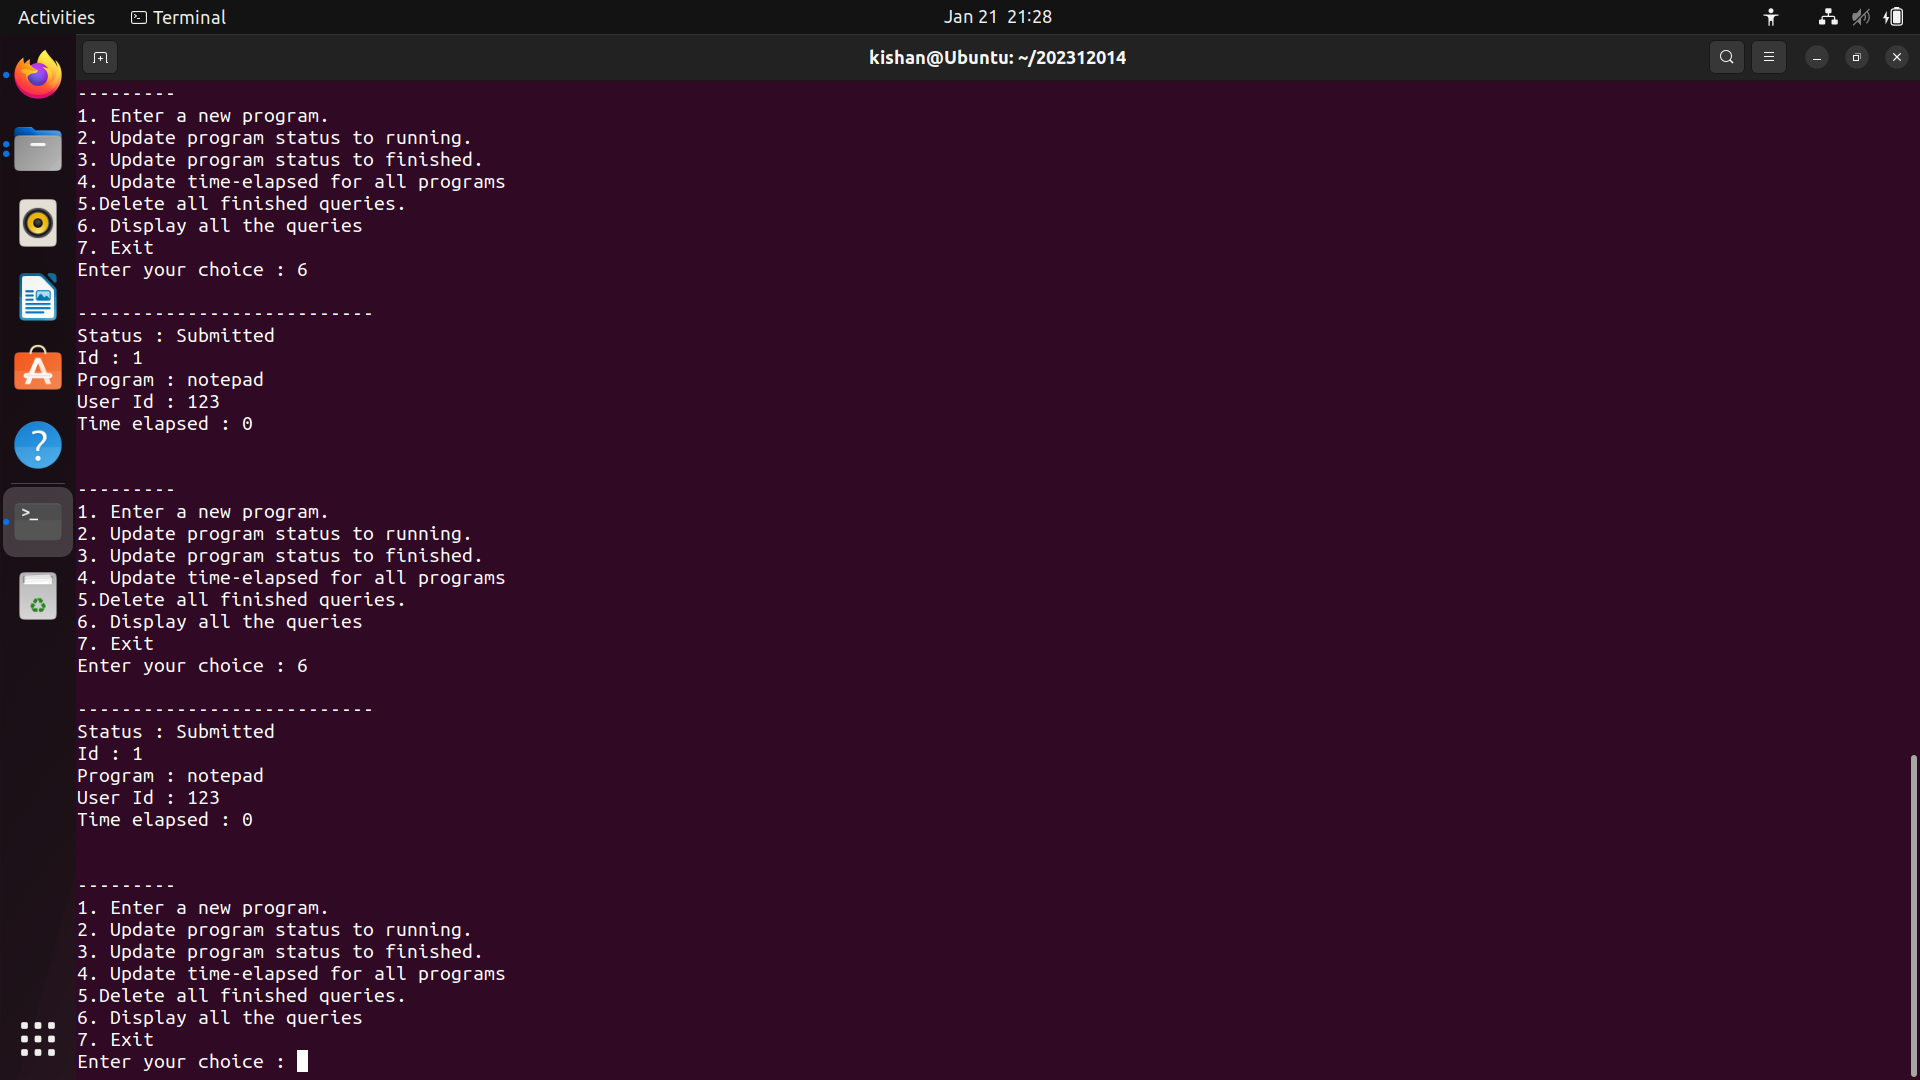 Activities
Terminal
Jan 21 21:28
kishan@Ubuntu: ~/202312014
---------
1. Enter a new program.
2. Update program status to running.
3. Update program status to finished.
4. Update time-elapsed for all programs
5.Delete all finished queries.
6. Display all the queries
7. Exit
Enter your choice : 6
---------------------------
Status : Submitted
Id : 1
Program : notepad
User Id : 123
Time elapsed : 0
---------
1. Enter a new program.
2. Update program status to running.
3. Update program status to finished.
4. Update time-elapsed for all programs
5.Delete all finished queries.
6. Display all the queries
7. Exit
Enter your choice : 6
---------------------------
Status : Submitted
Id : 1
Program : notepad
User Id : 123
Time elapsed : 0
---------
1. Enter a new program.
2. Update program status to running.
3. Update program status to finished.
4. Update time-elapsed for all programs
5.Delete all finished queries.
6. Display all the queries
7. Exit
Enter your choice :